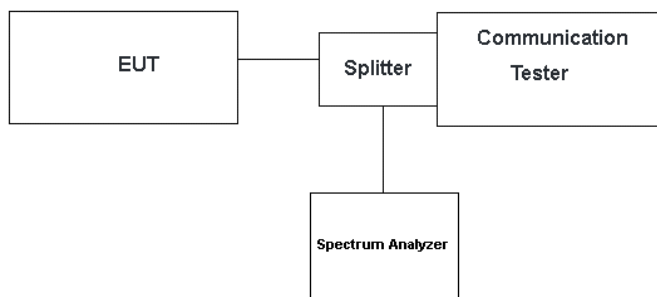 EUT
Splitter
Communication
Tester
Spectrum Analyzer